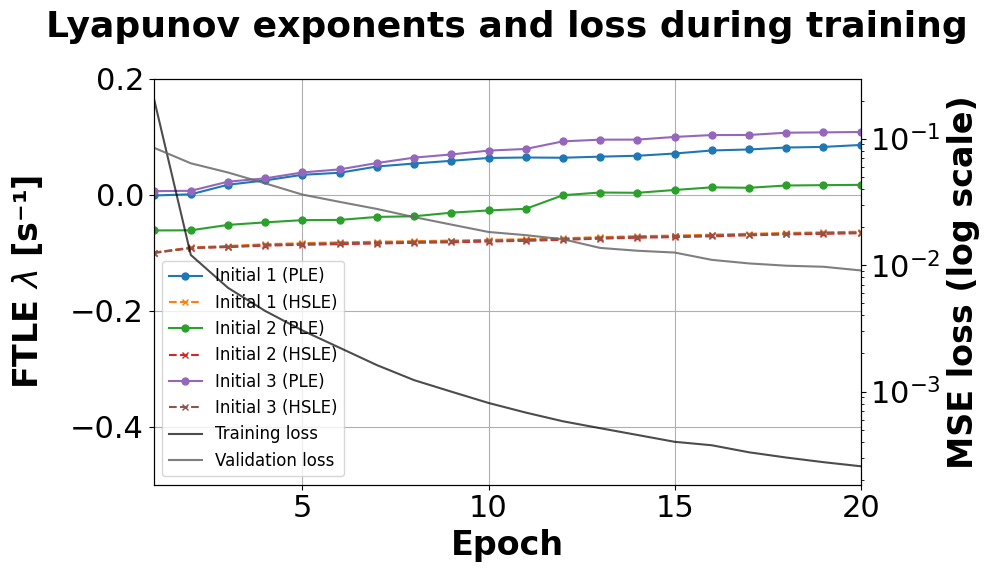 Lyapunov exponents and loss during training
FTLE λ [s⁻¹]
0.2
0.0
−0.2
−0.4
Initial 1 (PLE)
Initial 1 (HSLE)
Initial 2 (PLE)
Initial 2 (HSLE)
Initial 3 (PLE)
Initial 3 (HSLE)
Training loss
Validation loss
5
10
15
20
Epoch
10⁻¹
10⁻²
10⁻³
MSE loss (log scale)